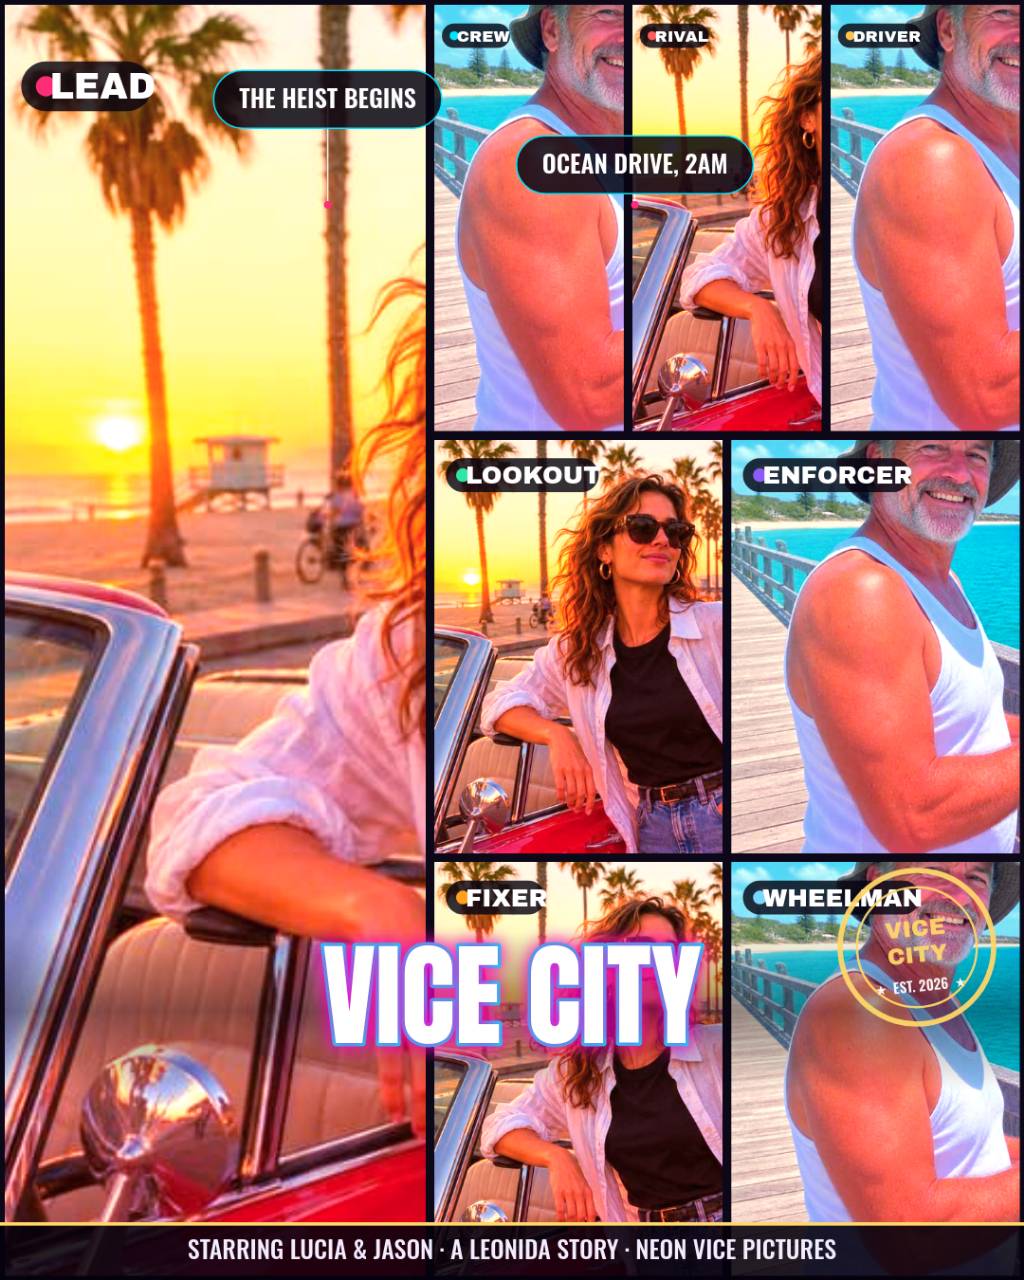 LEAD
THE HEIST BEGINS
CREW
RIVAL
DRIVER
OCEAN DRIVE, 2AM
LOOKOUT
ENFORCER
FIXER
WHEELMAN
VICE
CITY
★ EST. 2026 ★
VICE CITY
STARRING LUCIA & JASON · A LEONIDA STORY · NEON VICE PICTURES